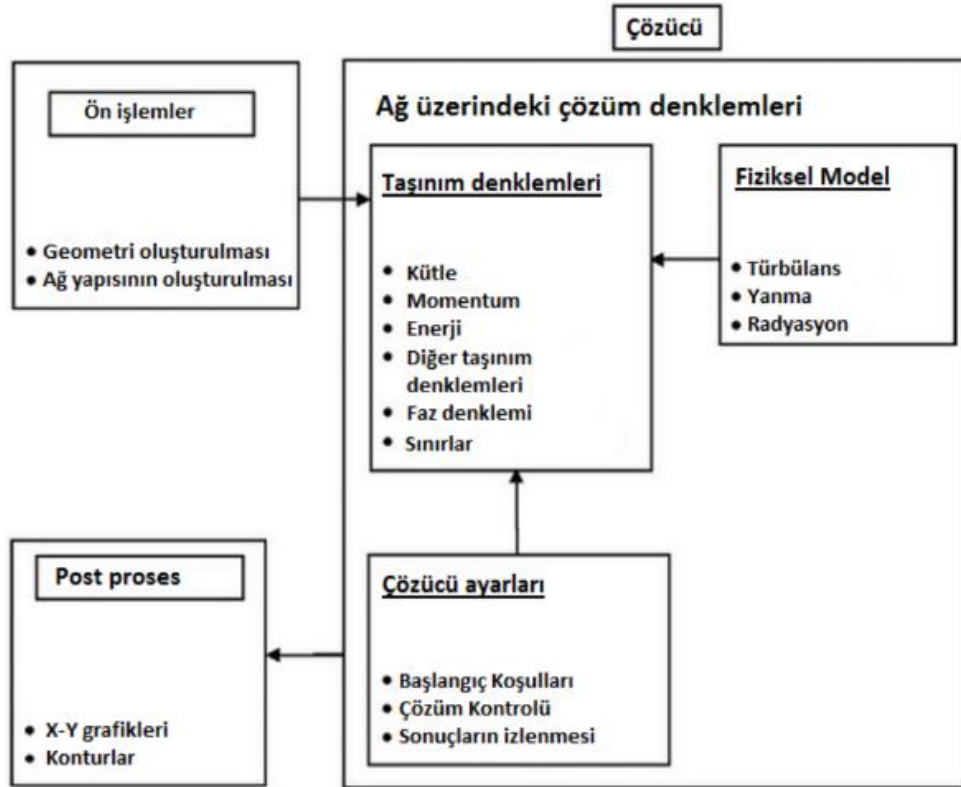 Çözücü
Ön işlemler
• Geometri oluşturulması
• Ağ yapısının oluşturulması
Ağ üzerindeki çözüm denklemleri
Taşınım denklemleri
• Kütle
• Momentum
• Enerji
• Diğer taşınım
denklemleri
• Faz denklemi
• Sınırlar
Fiziksel Model
• Türbülans
• Yanma
• Radyasyon
Çözücü ayarları
• Başlangıç Koşulları
• Çözüm Kontrolü
• Sonuçların izlenmesi
Post proses
• X-Y grafikleri
• Konturlar